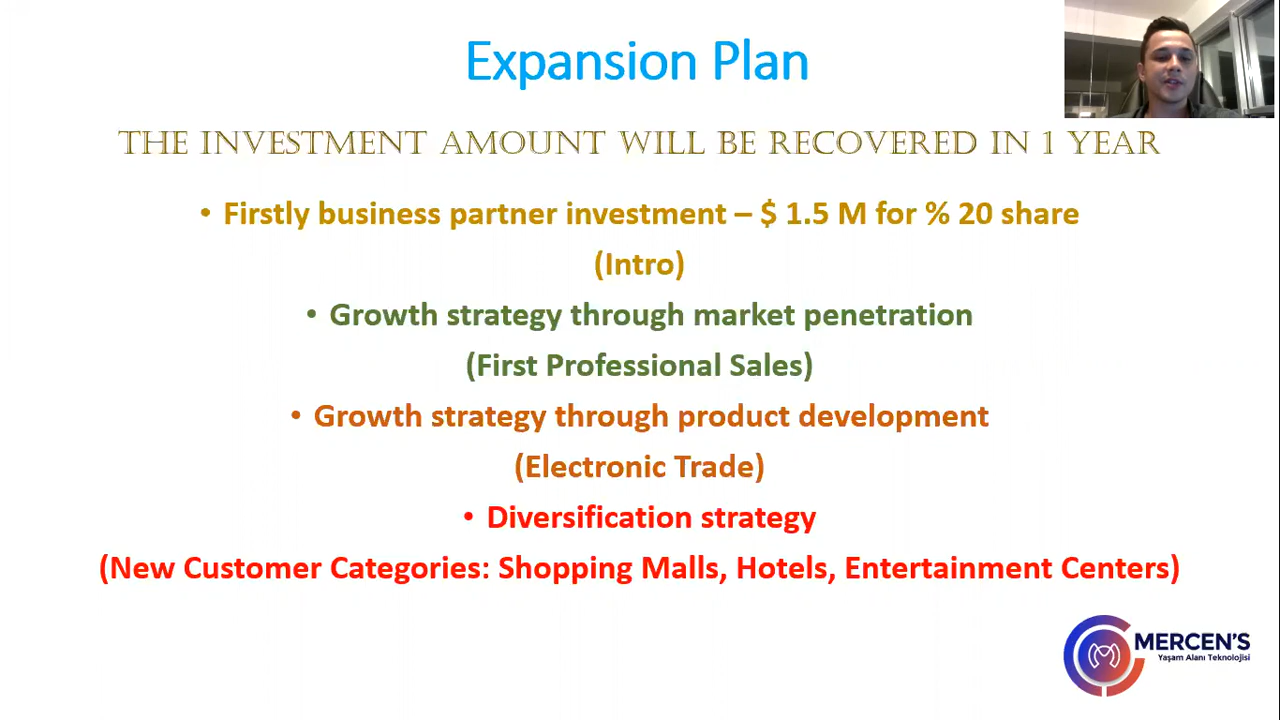 Expansion Plan
THE INVESTMENT AMOUNT WILL BE RECOVERED IN 1 YEAR
• Firstly business partner investment – $ 1.5 M for % 20 share
(Intro)
• Growth strategy through market penetration
(First Professional Sales)
• Growth strategy through product development
(Electronic Trade)
• Diversification strategy
(New Customer Categories: Shopping Malls, Hotels, Entertainment Centers)
MERCEN'S
Yaşam Alanı Teknolojisi